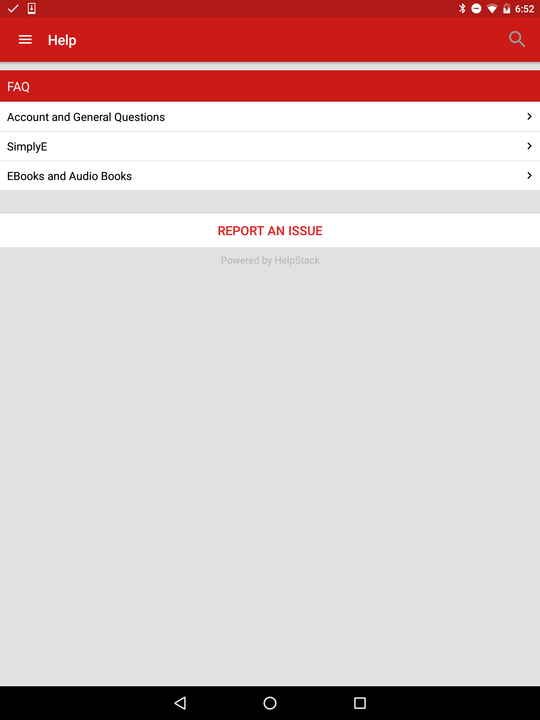 6:52
Help
FAQ
Account and General Questions
SimplyE
EBooks and Audio Books
REPORT AN ISSUE
Powered by HelpStack